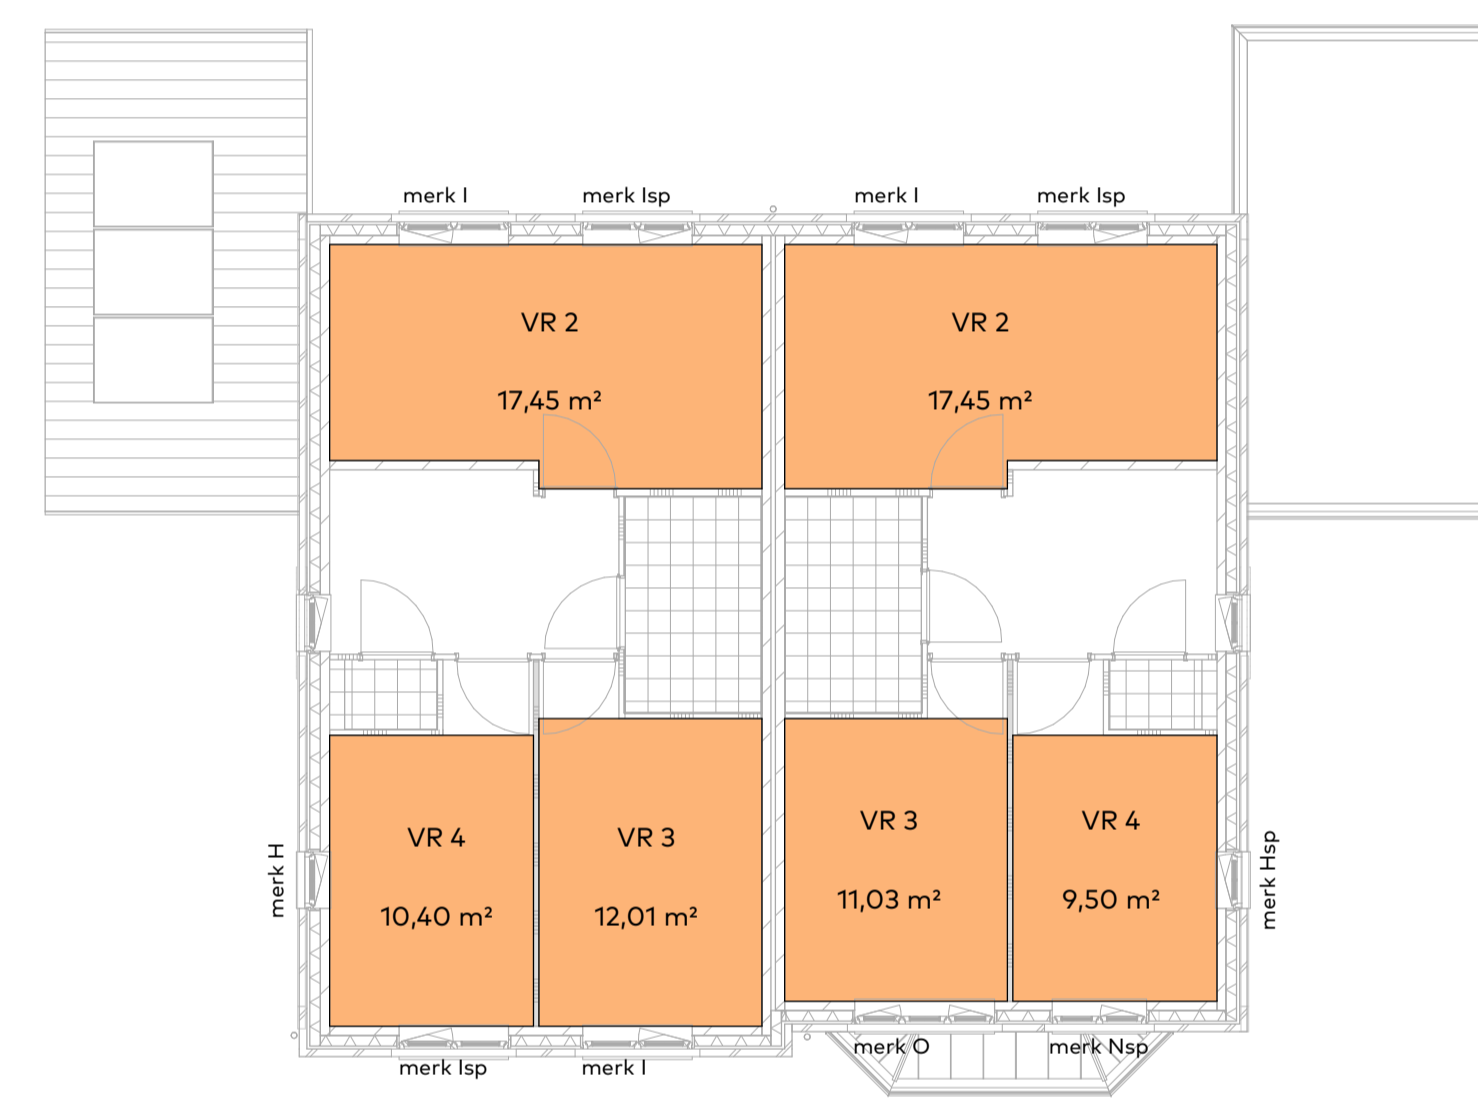 merk I
merk Isp
merk I
merk Isp
VR 2
17,45 m²
VR 2
17,45 m²
VR 4
10,40 m²
VR 3
12,01 m²
VR 3
11,03 m²
VR 4
9,50 m²
merk H
merk Hsp
merk Isp
merk I
merk O
merk Nsp